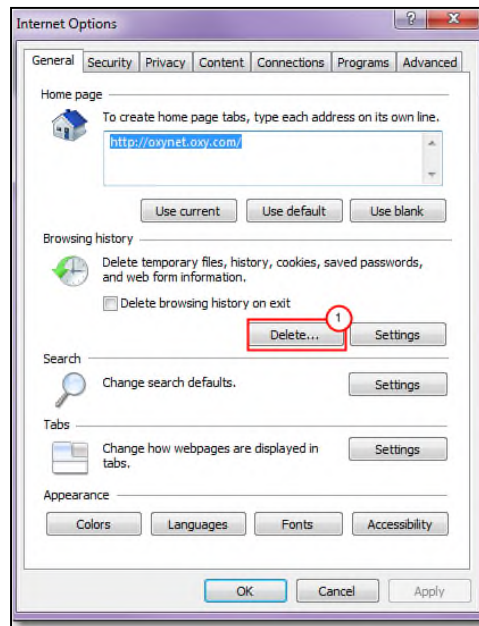 Internet Options
General Security Privacy Content Connections Programs Advanced
Home page
To create home page tabs, type each address on its own line.
http://oxynet.oxy.com/
Use current Use default Use blank
Browsing history
Delete temporary files, history, cookies, saved passwords,
and web form information.
Delete browsing history on exit
1
Delete... Settings
Search
Change search defaults. Settings
Tabs
Change how webpages are displayed in
tabs.
Settings
Appearance
Colors Languages Fonts Accessibility
OK Cancel Apply